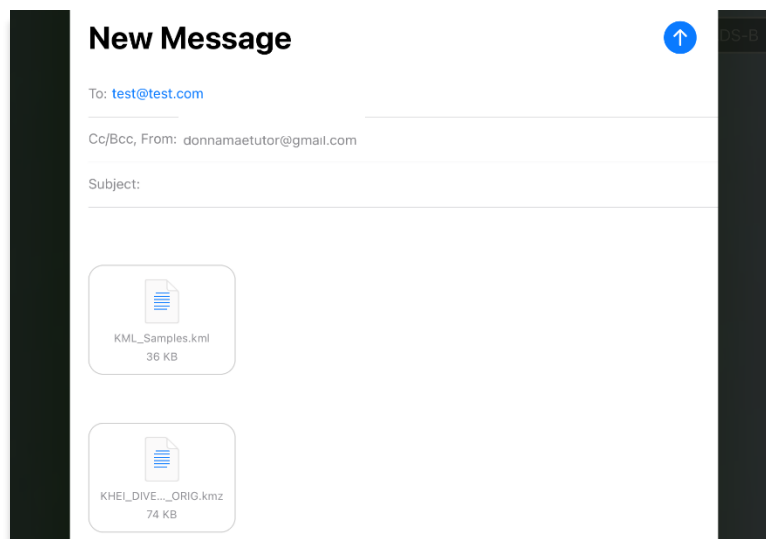 New Message
DS-B
To: test@test.com
Cc/Bcc, From: donnamaetutor@gmail.com
Subject:
KML_Samples.kml
36 KB
KHEI_DIVE..._ORIG.kmz
74 KB